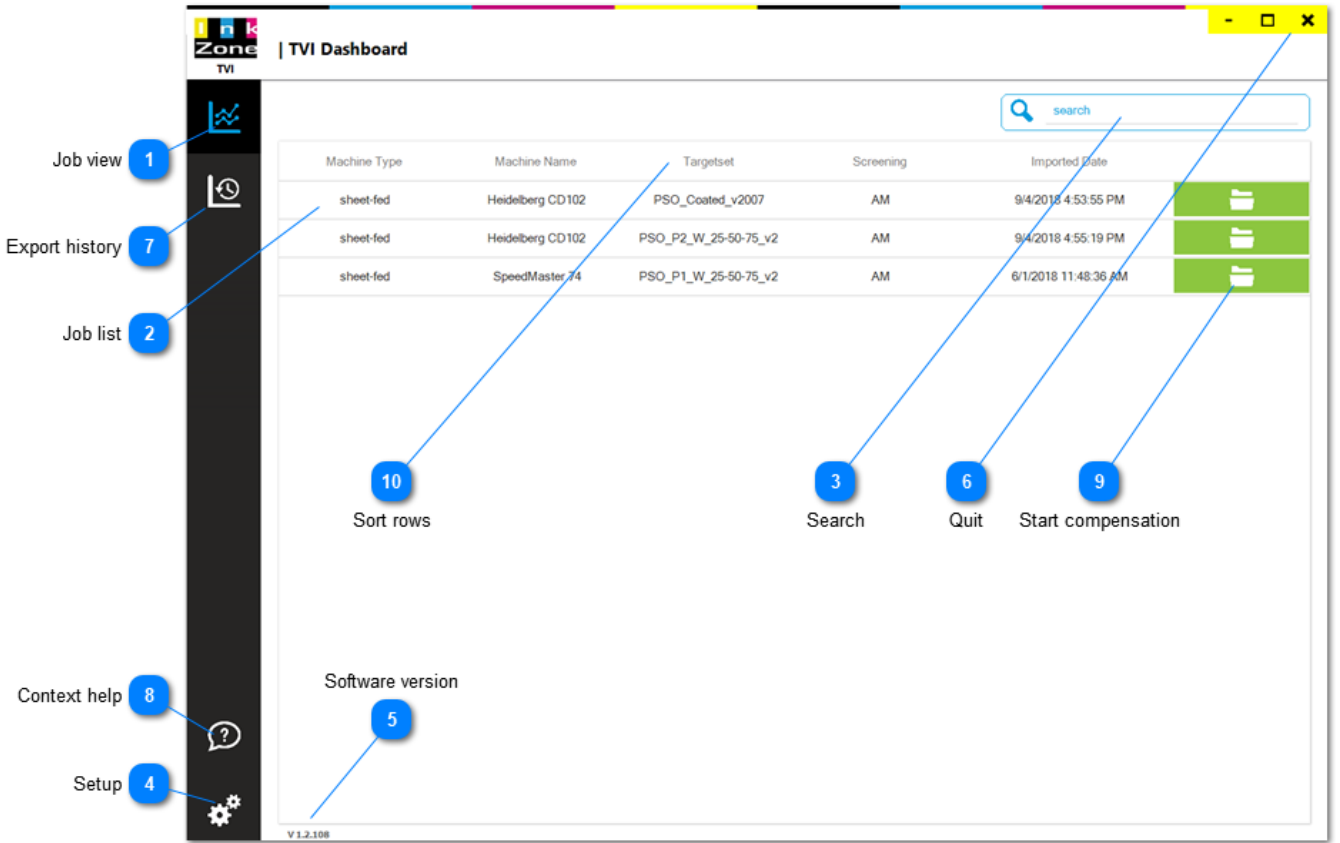 Ink
Zone
TVI
| TVI Dashboard
search
Job view 1
Machine Type Machine Name Targetset Screening Imported Date
sheet-fed Heidelberg CD102 PSO_Coated_v2007 AM 9/4/2018 4:53:55 PM
Export history 7
sheet-fed Heidelberg CD102 PSO_P2_W_25-50-75_v2 AM 9/4/2018 4:55:19 PM
sheet-fed SpeedMaster 74 PSO_P1_W_25-50-75_v2 AM 6/1/2018 11:48:36 AM
Job list 2
10 3 6 9
Sort rows Search Quit Start compensation
Software version
Context help 8
5
Setup 4
V 1.2.108